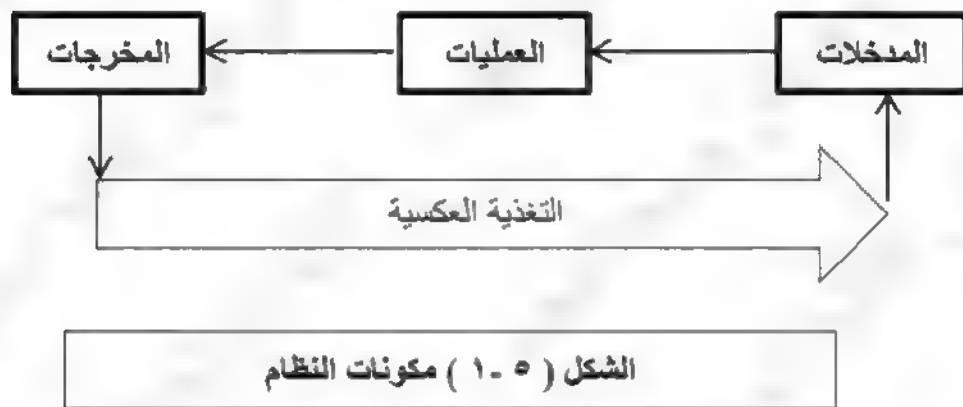 المدخلات
العمليات
المخرجات
التغذية العكسية
الشكل ( ٥ -١ ) مكونات النظام